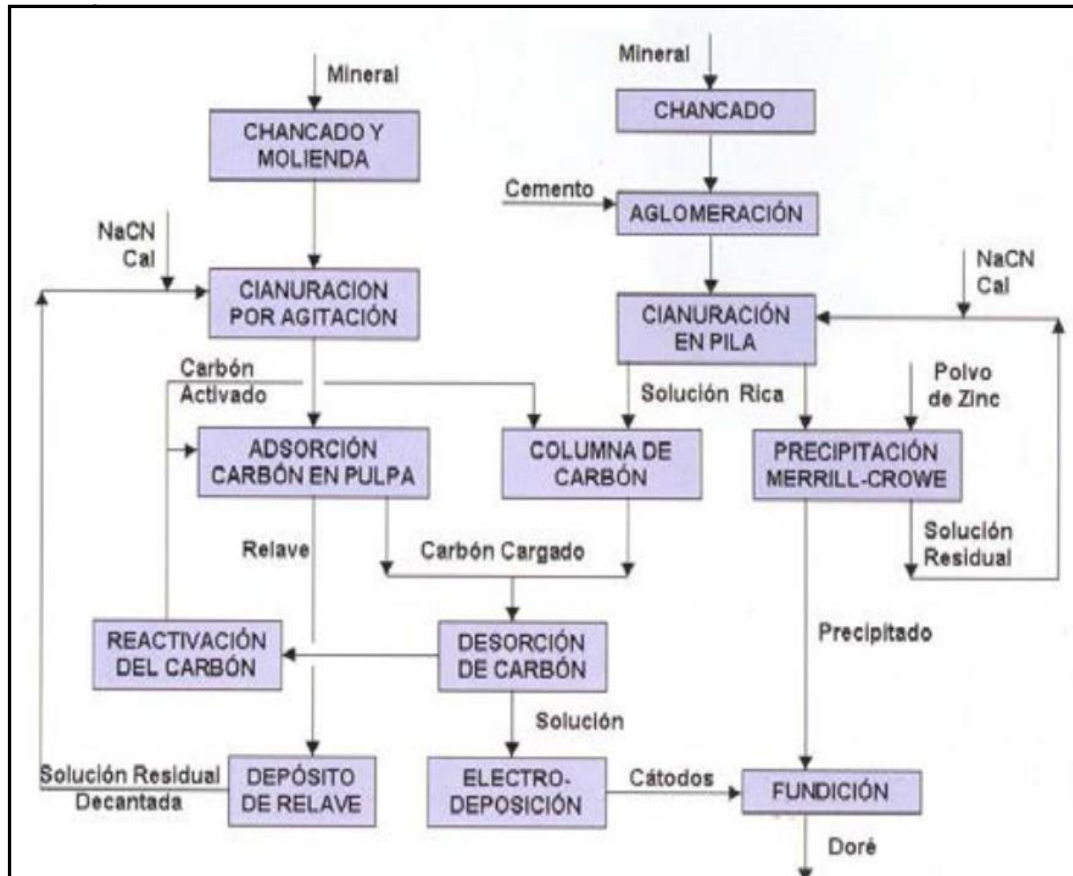 Mineral
CHANCADO Y
MOLIENDA
NaCN
Cal
CIANURACION
POR AGITACIÓN
Carbón
Activado
ADSORCIÓN
CARBÓN EN PULPA
Relave
REACTIVACIÓN
DEL CARBÓN
Solución Residual
Decantada
DEPÓSITO
DE RELAVE
Mineral
CHANCADO
Cemento
AGLOMERACIÓN
NaCN
Cal
CIANURACIÓN
EN PILA
Solución Rica
Polvo
de Zinc
COLUMNA DE
CARBÓN
PRECIPITACIÓN
MERRILL-CROWE
Carbón Cargado
Solución
Residual
DESORCIÓN
DE CARBÓN
Precipitado
Solución
ELECTRO-
DEPOSICIÓN
Cátodos
FUNDICIÓN
Doré